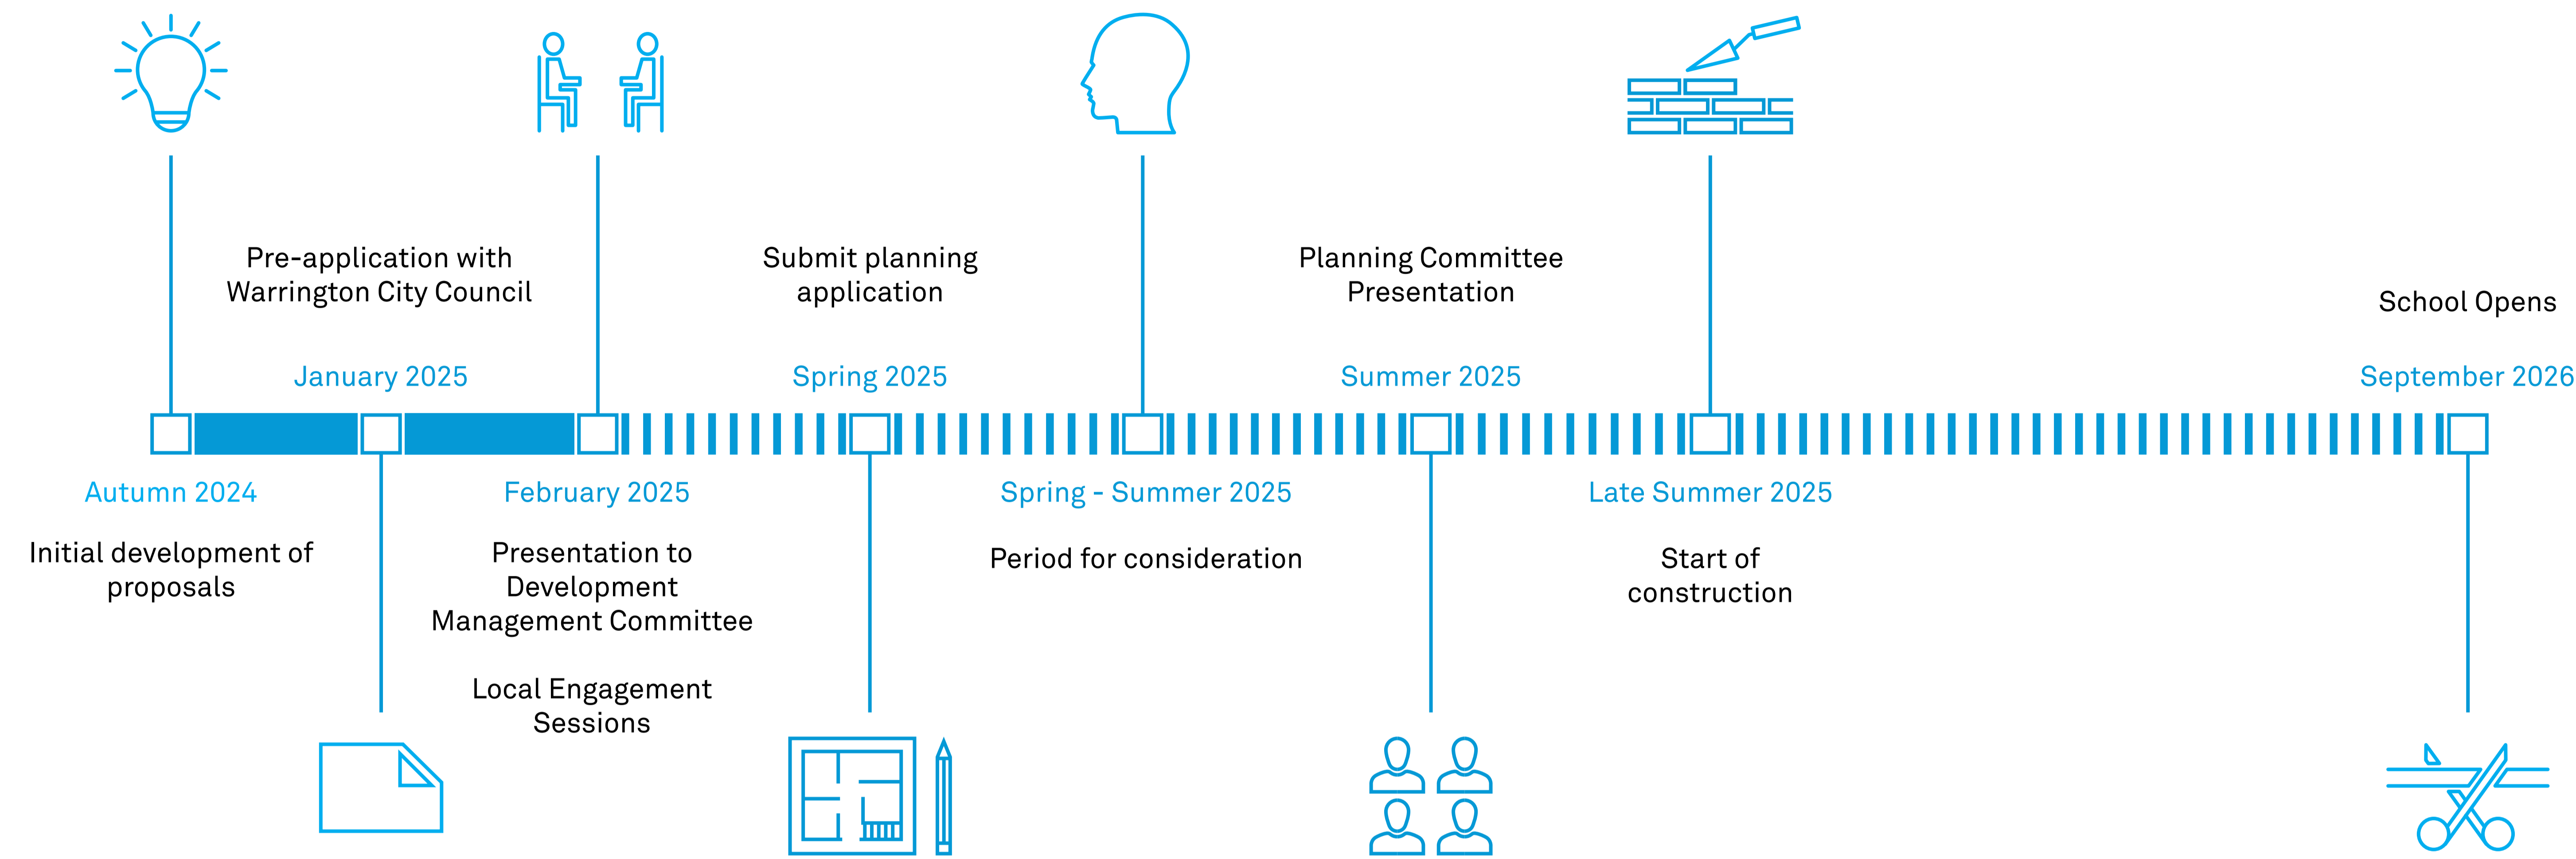 Autumn 2024
Initial development of
proposals
Pre-application with
Warrington City Council
January 2025
February 2025
Presentation to
Development
Management Committee
Local Engagement
Sessions
Submit planning
application
Spring 2025
Spring - Summer 2025
Period for consideration
Planning Committee
Presentation
Summer 2025
Late Summer 2025
Start of
construction
School Opens
September 2026